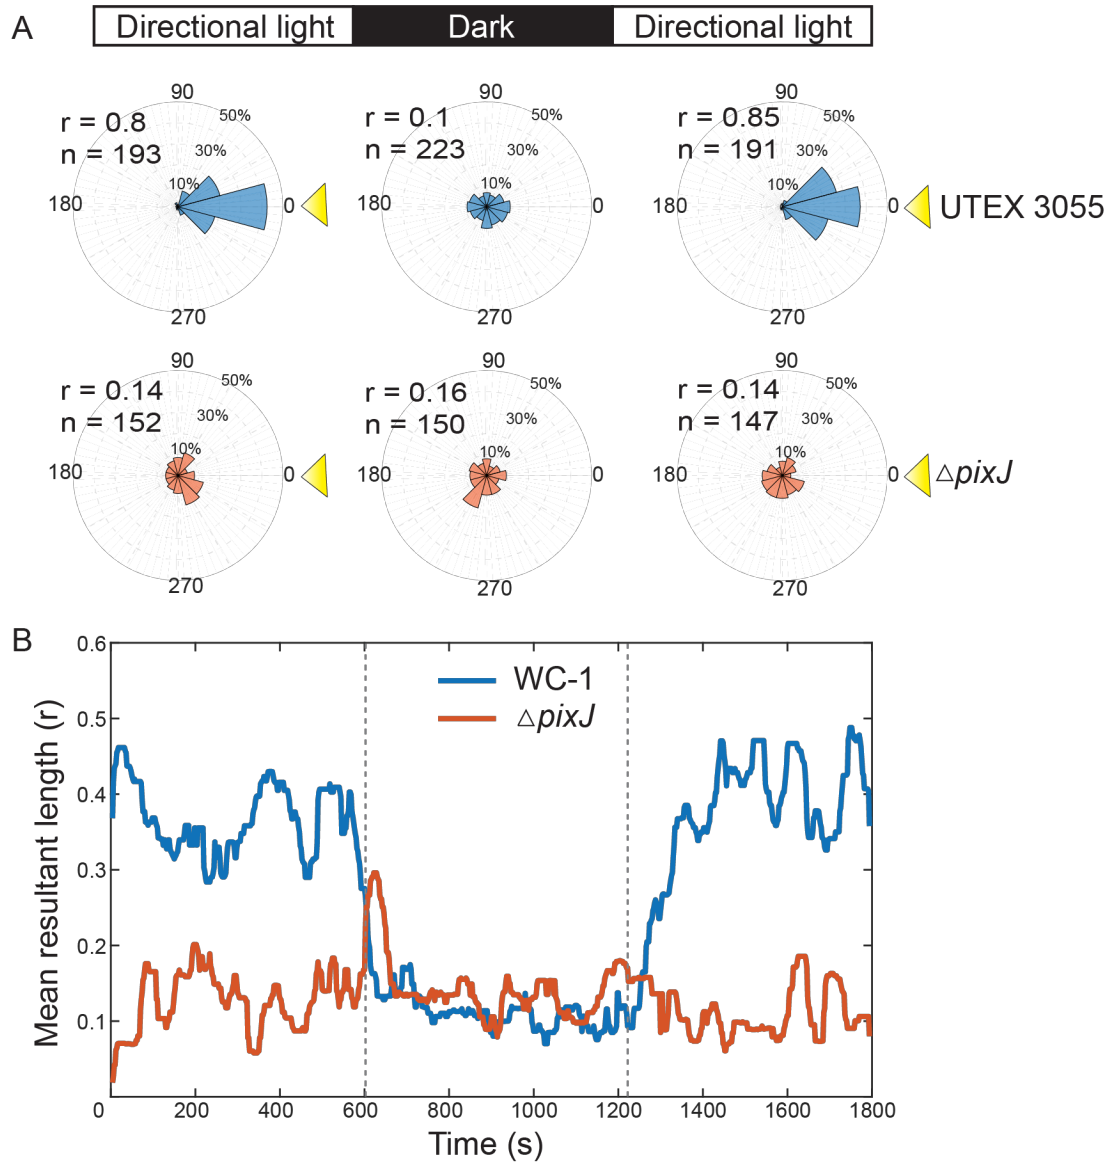 A
Directional light Dark Directional light
90 90 90
r = 0.8 50% r = 0.1 50% r = 0.85 50%
n = 193 30% n = 223 30% n = 191 30%
10% 10% 10%
180 0 180 0 180 0 UTEX 3055
270 270 270
90 90 90
r = 0.14 50% r = 0.16 50% r = 0.14 50%
n = 152 30% n = 150 30% n = 147 30%
10% 10% 10%
180 0 180 0 180 0 △pixJ
270 270 270
B
0.6
WC-1
△pixJ
0.5
0.4
0.3
0.2
0.1
Mean resultant length (r)
0 200 400 600 800 1000 1200 1400 1600 1800
Time (s)